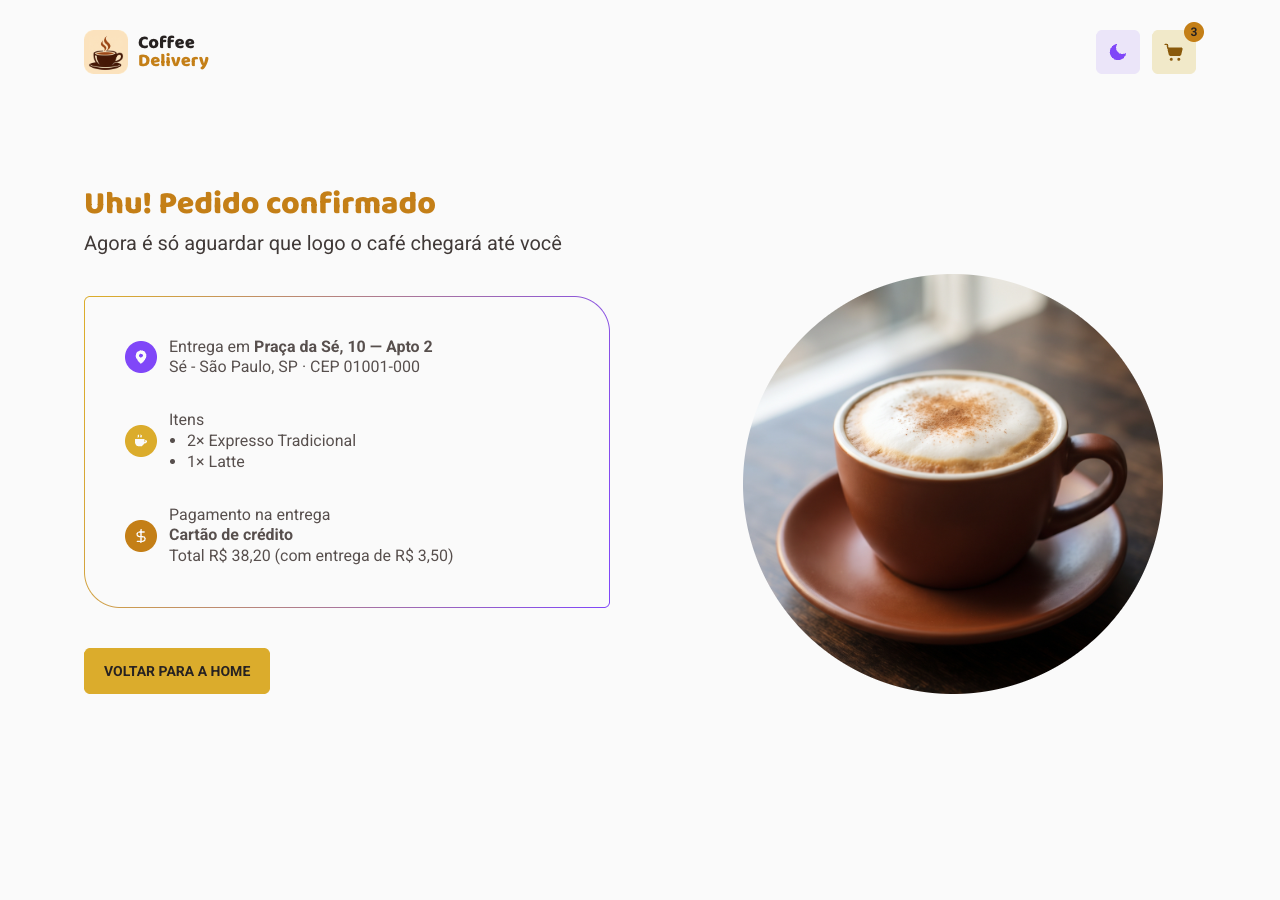 Coffee
Delivery
3
Uhu! Pedido confirmado
Agora é só aguardar que logo o café chegará até você
Entrega em Praça da Sé, 10 — Apto 2
Sé - São Paulo, SP · CEP 01001-000
Itens
• 2× Expresso Tradicional
• 1× Latte
Pagamento na entrega
Cartão de crédito
Total R$ 38,20 (com entrega de R$ 3,50)
VOLTAR PARA A HOME